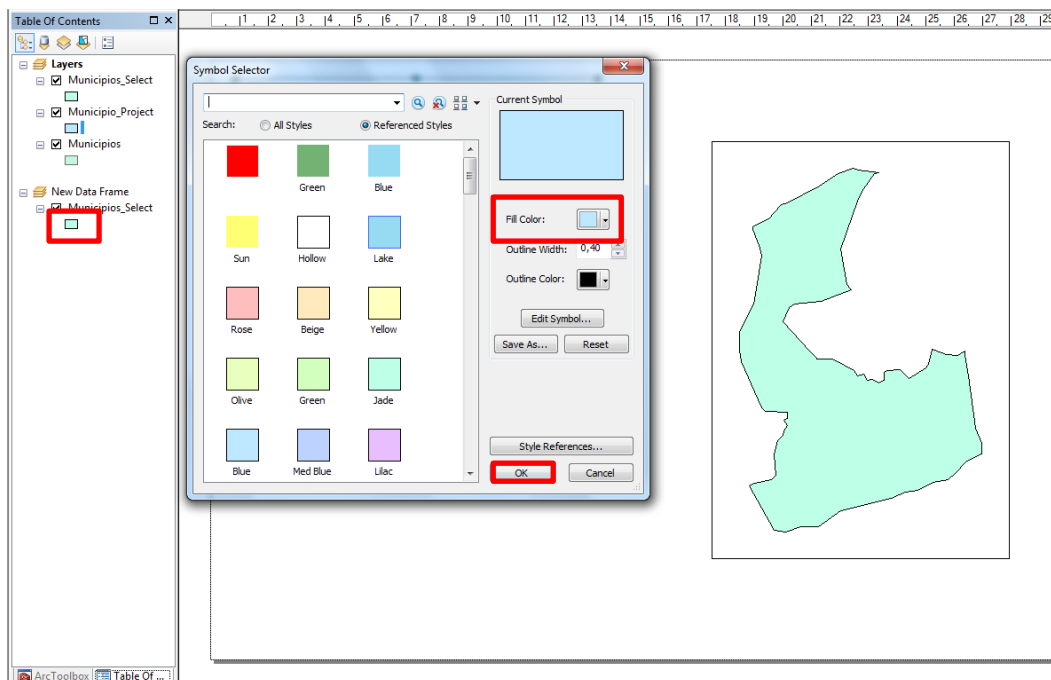 Table Of Contents
1 2 3 4 5 6 7 8 9 10 11 12 13 14 15 16 17 18 19 20 21 22 23 24 25 26 27 28 29
Layers
Municipios_Select
Municipio_Project
Municipios
New Data Frame
Municipios_Select
Symbol Selector
Search: All Styles Referenced Styles
Green Blue
Sun Hollow Lake
Rose Beige Yellow
Olive Green Jade
Blue Med Blue Lilac
Current Symbol
Fill Color:
Outline Width: 0,40
Outline Color:
Edit Symbol...
Save As... Reset
Style References...
OK Cancel
ArcToolbox Table Of ...